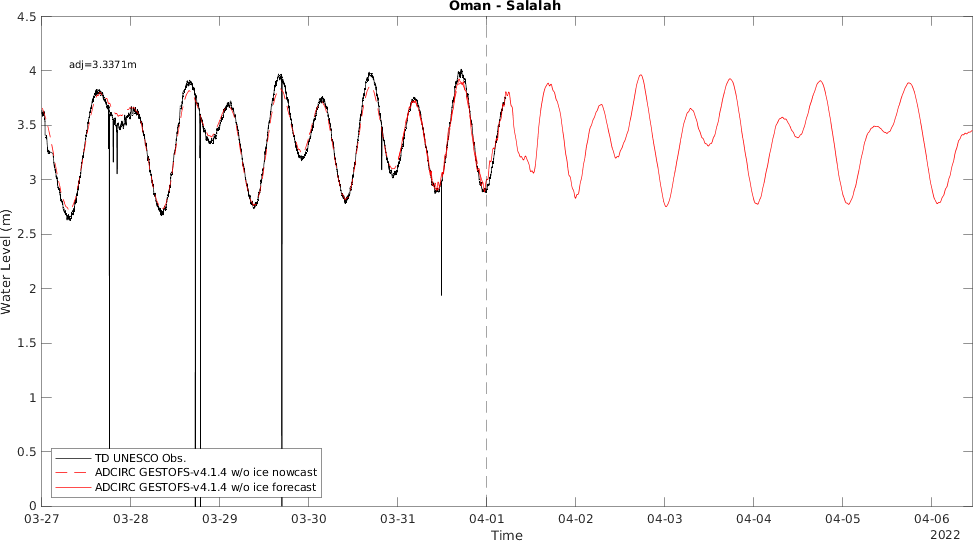 Oman - Salalah
4.5
4
3.5
3
2.5
2
1.5
1
0.5
0
Water Level (m)
adj=3.3371m
TD UNESCO Obs.
ADCIRC GESTOFS-v4.1.4 w/o ice nowcast
ADCIRC GESTOFS-v4.1.4 w/o ice forecast
03-27 03-28 03-29 03-30 03-31 04-01 04-02 04-03 04-04 04-05 04-06
Time
2022